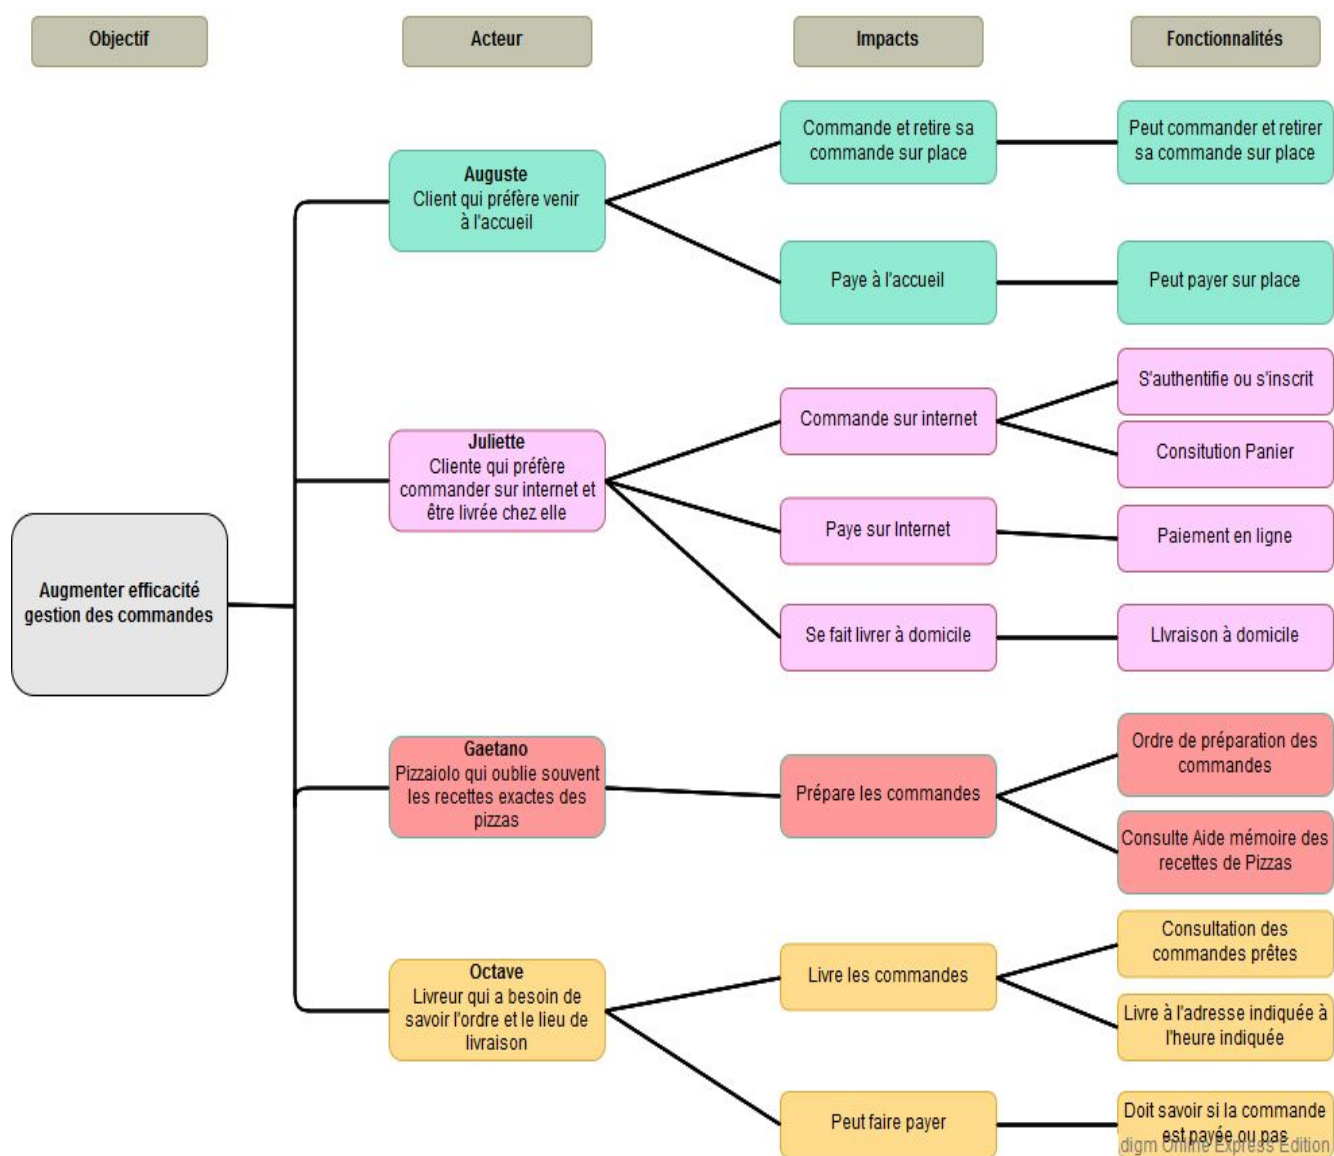 Objectif
Acteur
Impacts
Fonctionnalités
Augmenter efficacité
gestion des commandes
Auguste
Client qui préfère venir
à l'accueil
Commande et retire sa
commande sur place
Peut commander et retirer
sa commande sur place
Paye à l'accueil
Peut payer sur place
Juliette
Cliente qui préfère
commander sur internet et
être livrée chez elle
Commande sur internet
S'authentifie ou s'inscrit
Consitution Panier
Paye sur Internet
Paiement en ligne
Se fait livrer à domicile
LIvraison à domicile
Gaetano
Pizzaiolo qui oublie souvent
les recettes exactes des
pizzas
Prépare les commandes
Ordre de préparation des
commandes
Consulte Aide mémoire des
recettes de Pizzas
Octave
Livreur qui a besoin de
savoir l'ordre et le lieu de
livraison
Livre les commandes
Consultation des
commandes prêtes
Livre à l'adresse indiquée à
l'heure indiquée
Peut faire payer
Doit savoir si la commande
est payée ou pas
digm Online Express Edition